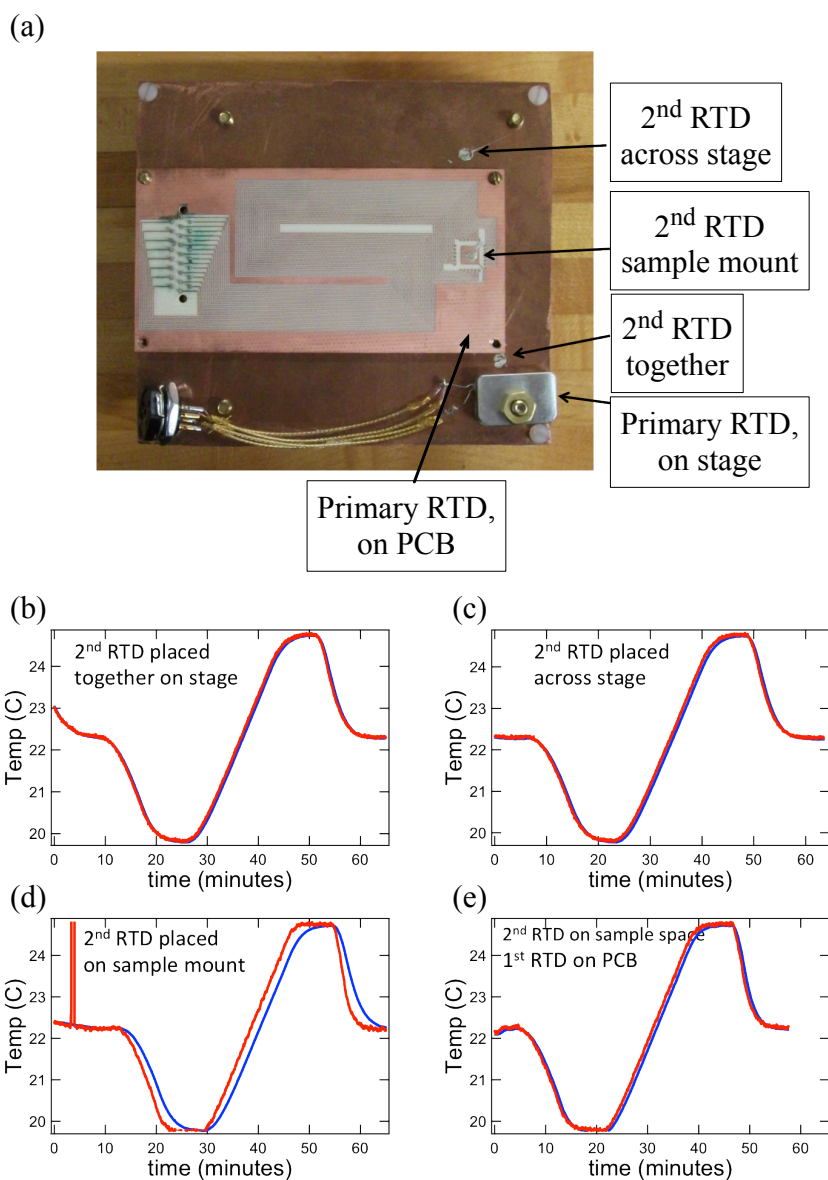 (a)
2nd RTD
across stage
2nd RTD
sample mount
2nd RTD
together
Primary RTD,
on stage
Primary RTD,
on PCB
(b)
2nd RTD placed
together on stage
Temp (C)
24
23
22
21
20
0 10 20 30 40 50 60
time (minutes)
(c)
2nd RTD placed
across stage
Temp (C)
24
23
22
21
20
0 10 20 30 40 50 60
time (minutes)
(d)
2nd RTD placed
on sample mount
Temp (C)
24
23
22
21
20
0 10 20 30 40 50 60
time (minutes)
(e)
2nd RTD on sample space
1st RTD on PCB
Temp (C)
24
23
22
21
20
0 10 20 30 40 50 60
time (minutes)